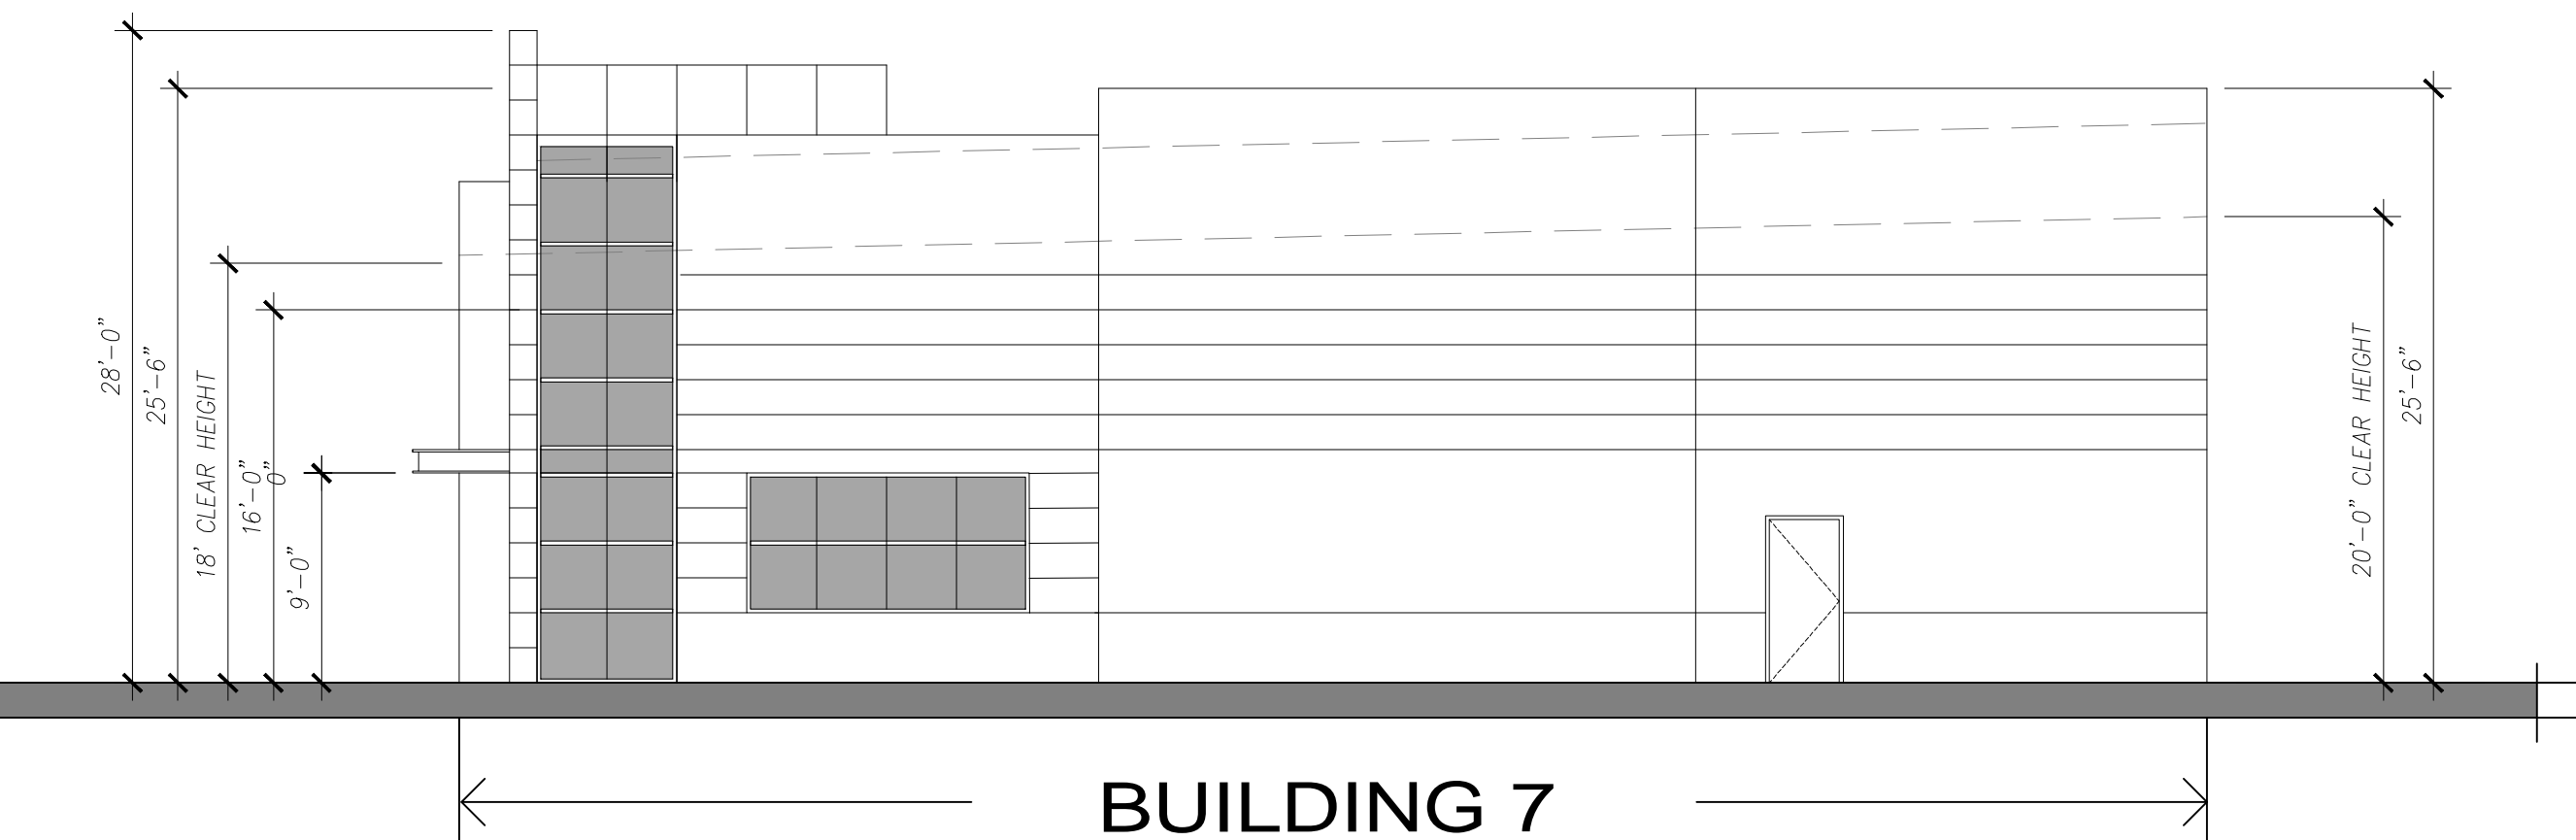 28'-0"
25'-6"
18' CLEAR HEIGHT
16'-0"
0"
9'-0"
20'-0" CLEAR HEIGHT
25'-6"
BUILDING 7